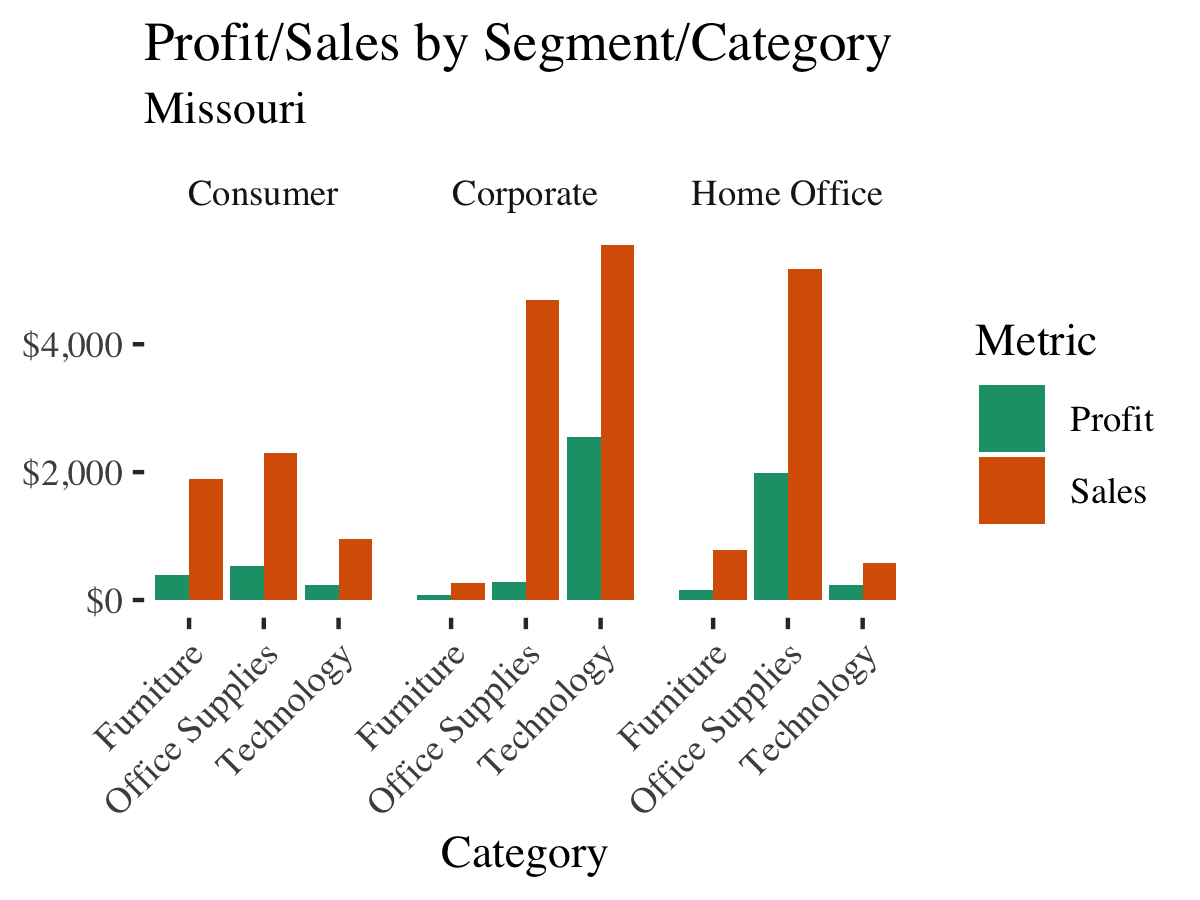 Profit/Sales by Segment/Category
Missouri
Consumer
Corporate
Home Office
$4,000
$2,000
$0
Furniture
Office Supplies
Technology
Furniture
Office Supplies
Technology
Furniture
Office Supplies
Technology
Category
Metric
Profit
Sales